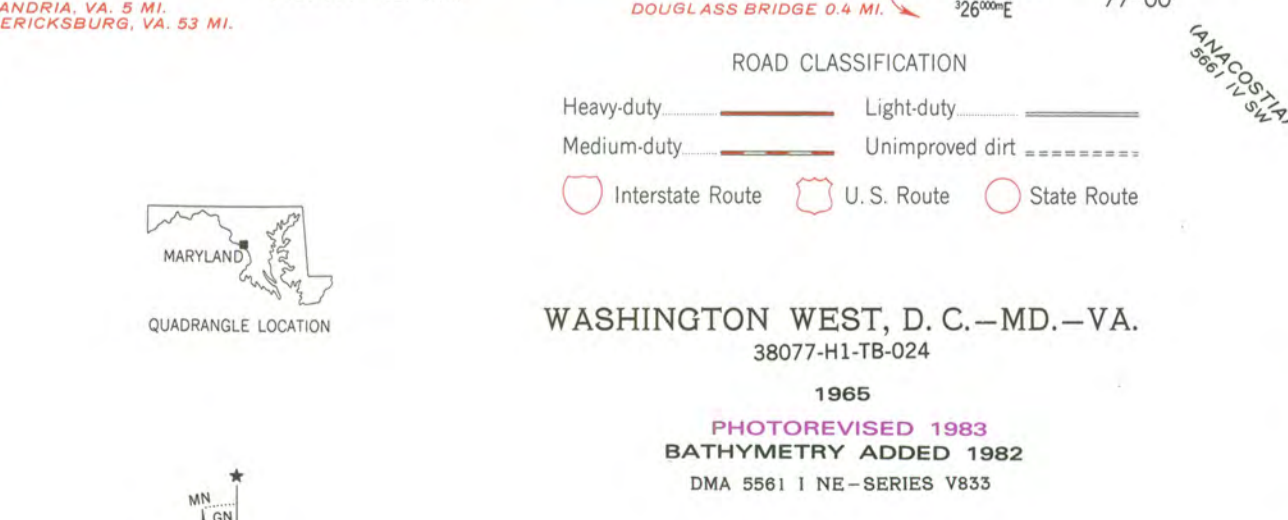 ANDRIA, VA. 5 MI.
ERICKSBURG, VA. 53 MI.
DOUGLASS BRIDGE 0.4 MI.
326000mE
(ANACOSTIA)
5661 IV SW
ROAD CLASSIFICATION
Heavy-duty Light-duty
Medium-duty Unimproved dirt
Interstate Route U. S. Route State Route
MARYLAND
QUADRANGLE LOCATION
WASHINGTON WEST, D. C.—MD.—VA.
38077-H1-TB-024
1965
PHOTOREVISED 1983
BATHYMETRY ADDED 1982
DMA 5561 I NE—SERIES V833
MN
GN